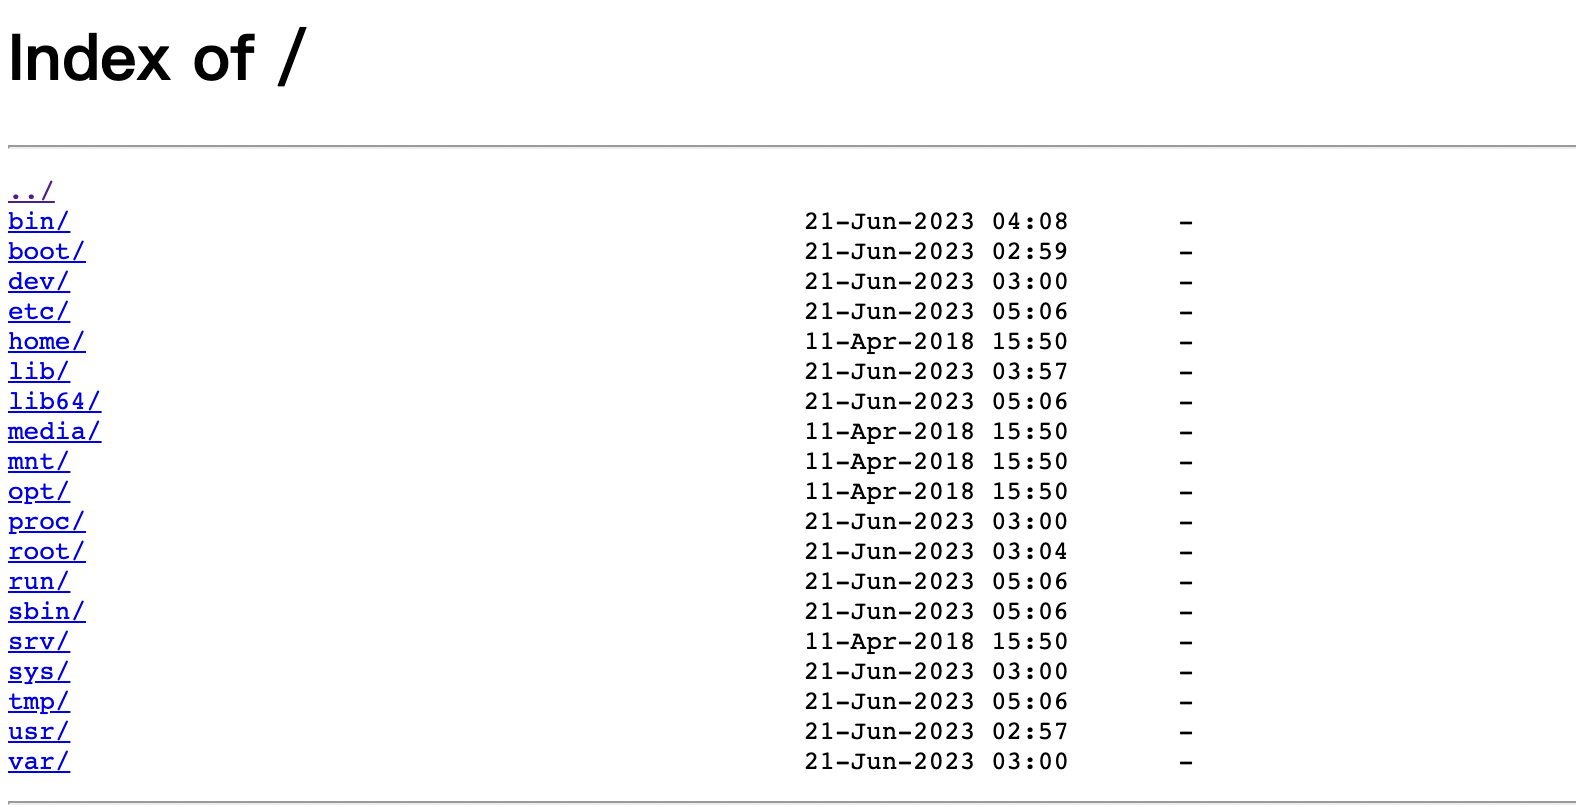 Index of /
../
bin/ 21-Jun-2023 04:08 -
boot/ 21-Jun-2023 02:59 -
dev/ 21-Jun-2023 03:00 -
etc/ 21-Jun-2023 05:06 -
home/ 11-Apr-2018 15:50 -
lib/ 21-Jun-2023 03:57 -
lib64/ 21-Jun-2023 05:06 -
media/ 11-Apr-2018 15:50 -
mnt/ 11-Apr-2018 15:50 -
opt/ 11-Apr-2018 15:50 -
proc/ 21-Jun-2023 03:00 -
root/ 21-Jun-2023 03:04 -
run/ 21-Jun-2023 05:06 -
sbin/ 21-Jun-2023 05:06 -
srv/ 11-Apr-2018 15:50 -
sys/ 21-Jun-2023 03:00 -
tmp/ 21-Jun-2023 05:06 -
usr/ 21-Jun-2023 02:57 -
var/ 21-Jun-2023 03:00 -